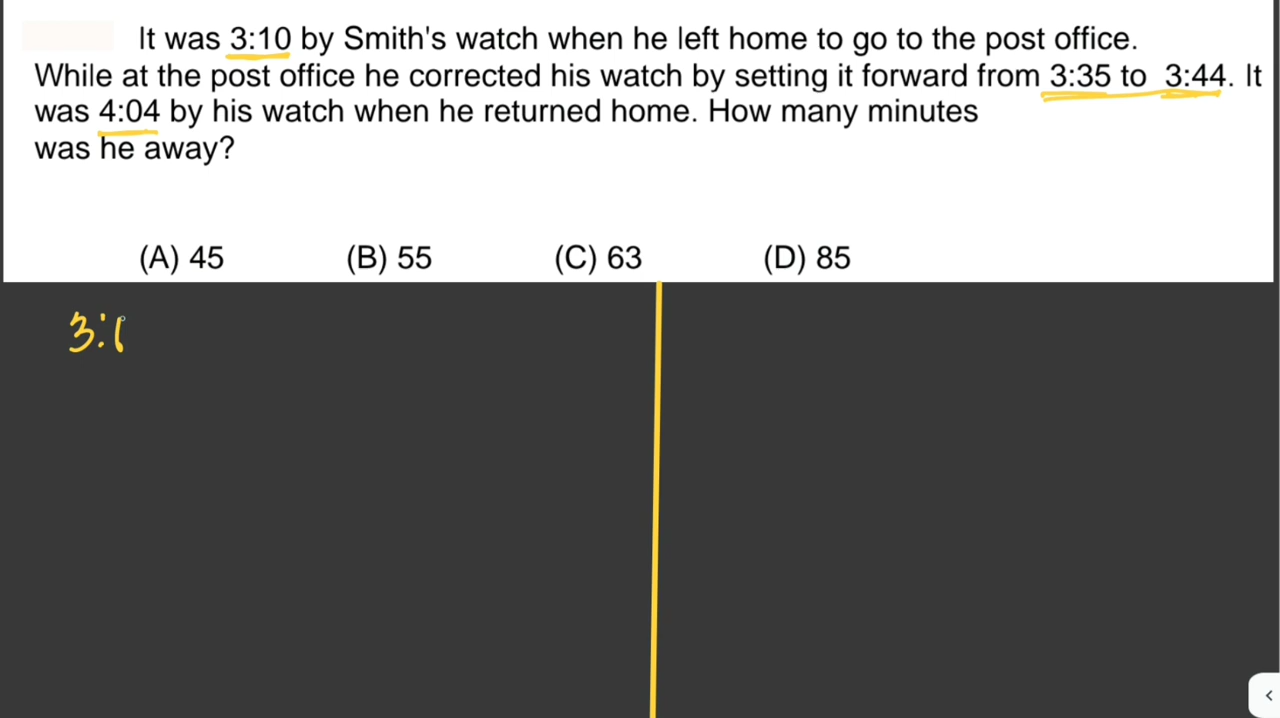 It was 3:10 by Smith's watch when he left home to go to the post office.
While at the post office he corrected his watch by setting it forward from 3:35 to 3:44. It
was 4:04 by his watch when he returned home. How many minutes
was he away?
(A) 45 (B) 55 (C) 63 (D) 85
3:1